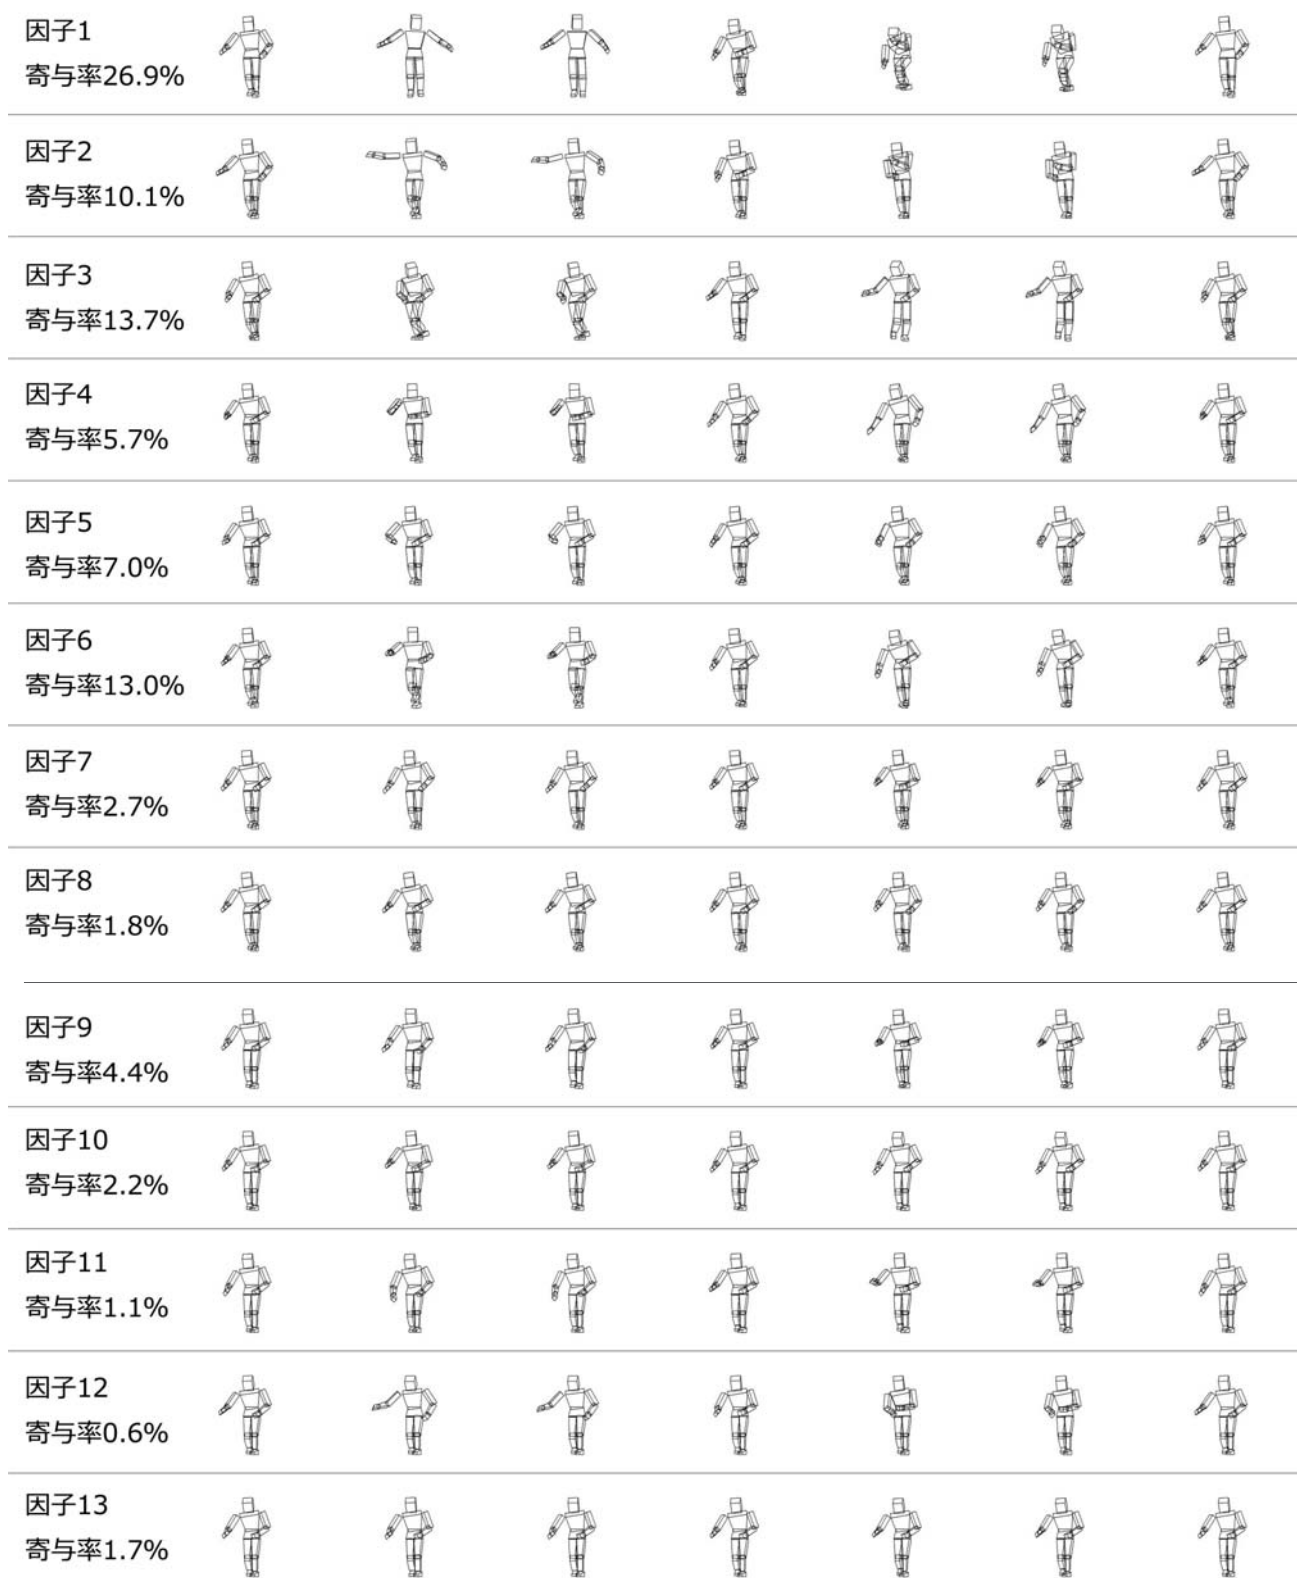 因子1
寄与率26.9%
因子2
寄与率10.1%
因子3
寄与率13.7%
因子4
寄与率5.7%
因子5
寄与率7.0%
因子6
寄与率13.0%
因子7
寄与率2.7%
因子8
寄与率1.8%
因子9
寄与率4.4%
因子10
寄与率2.2%
因子11
寄与率1.1%
因子12
寄与率0.6%
因子13
寄与率1.7%